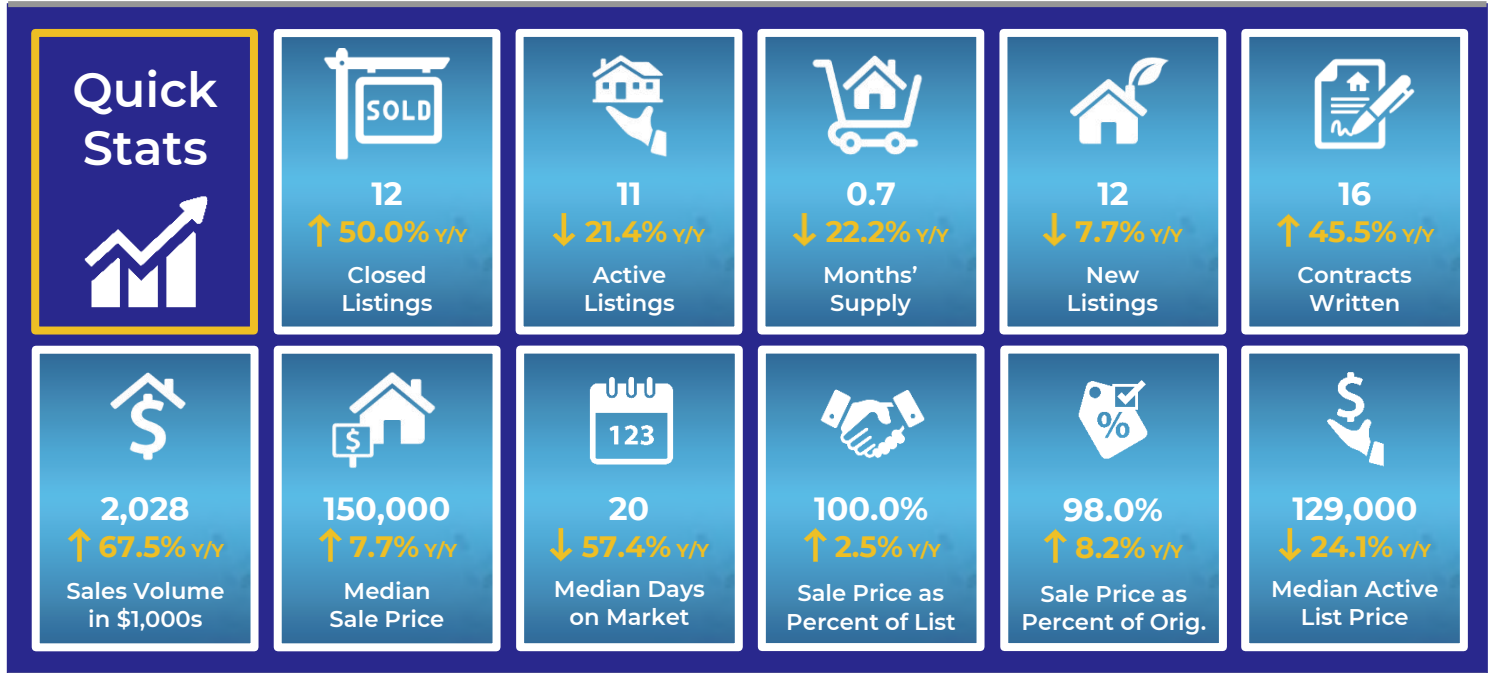 Quick
Stats
SOLD
12
↑ 50.0% Y/Y
Closed
Listings
11
↓ 21.4% Y/Y
Active
Listings
0.7
↓ 22.2% Y/Y
Months’
Supply
12
↓ 7.7% Y/Y
New
Listings
16
↑ 45.5% Y/Y
Contracts
Written
$
2,028
↑ 67.5% Y/Y
Sales Volume
in $1,000s
$
150,000
↑ 7.7% Y/Y
Median
Sale Price
123
20
↓ 57.4% Y/Y
Median Days
on Market
100.0%
↑ 2.5% Y/Y
Sale Price as
Percent of List
%
98.0%
↑ 8.2% Y/Y
Sale Price as
Percent of Orig.
$
129,000
↓ 24.1% Y/Y
Median Active
List Price